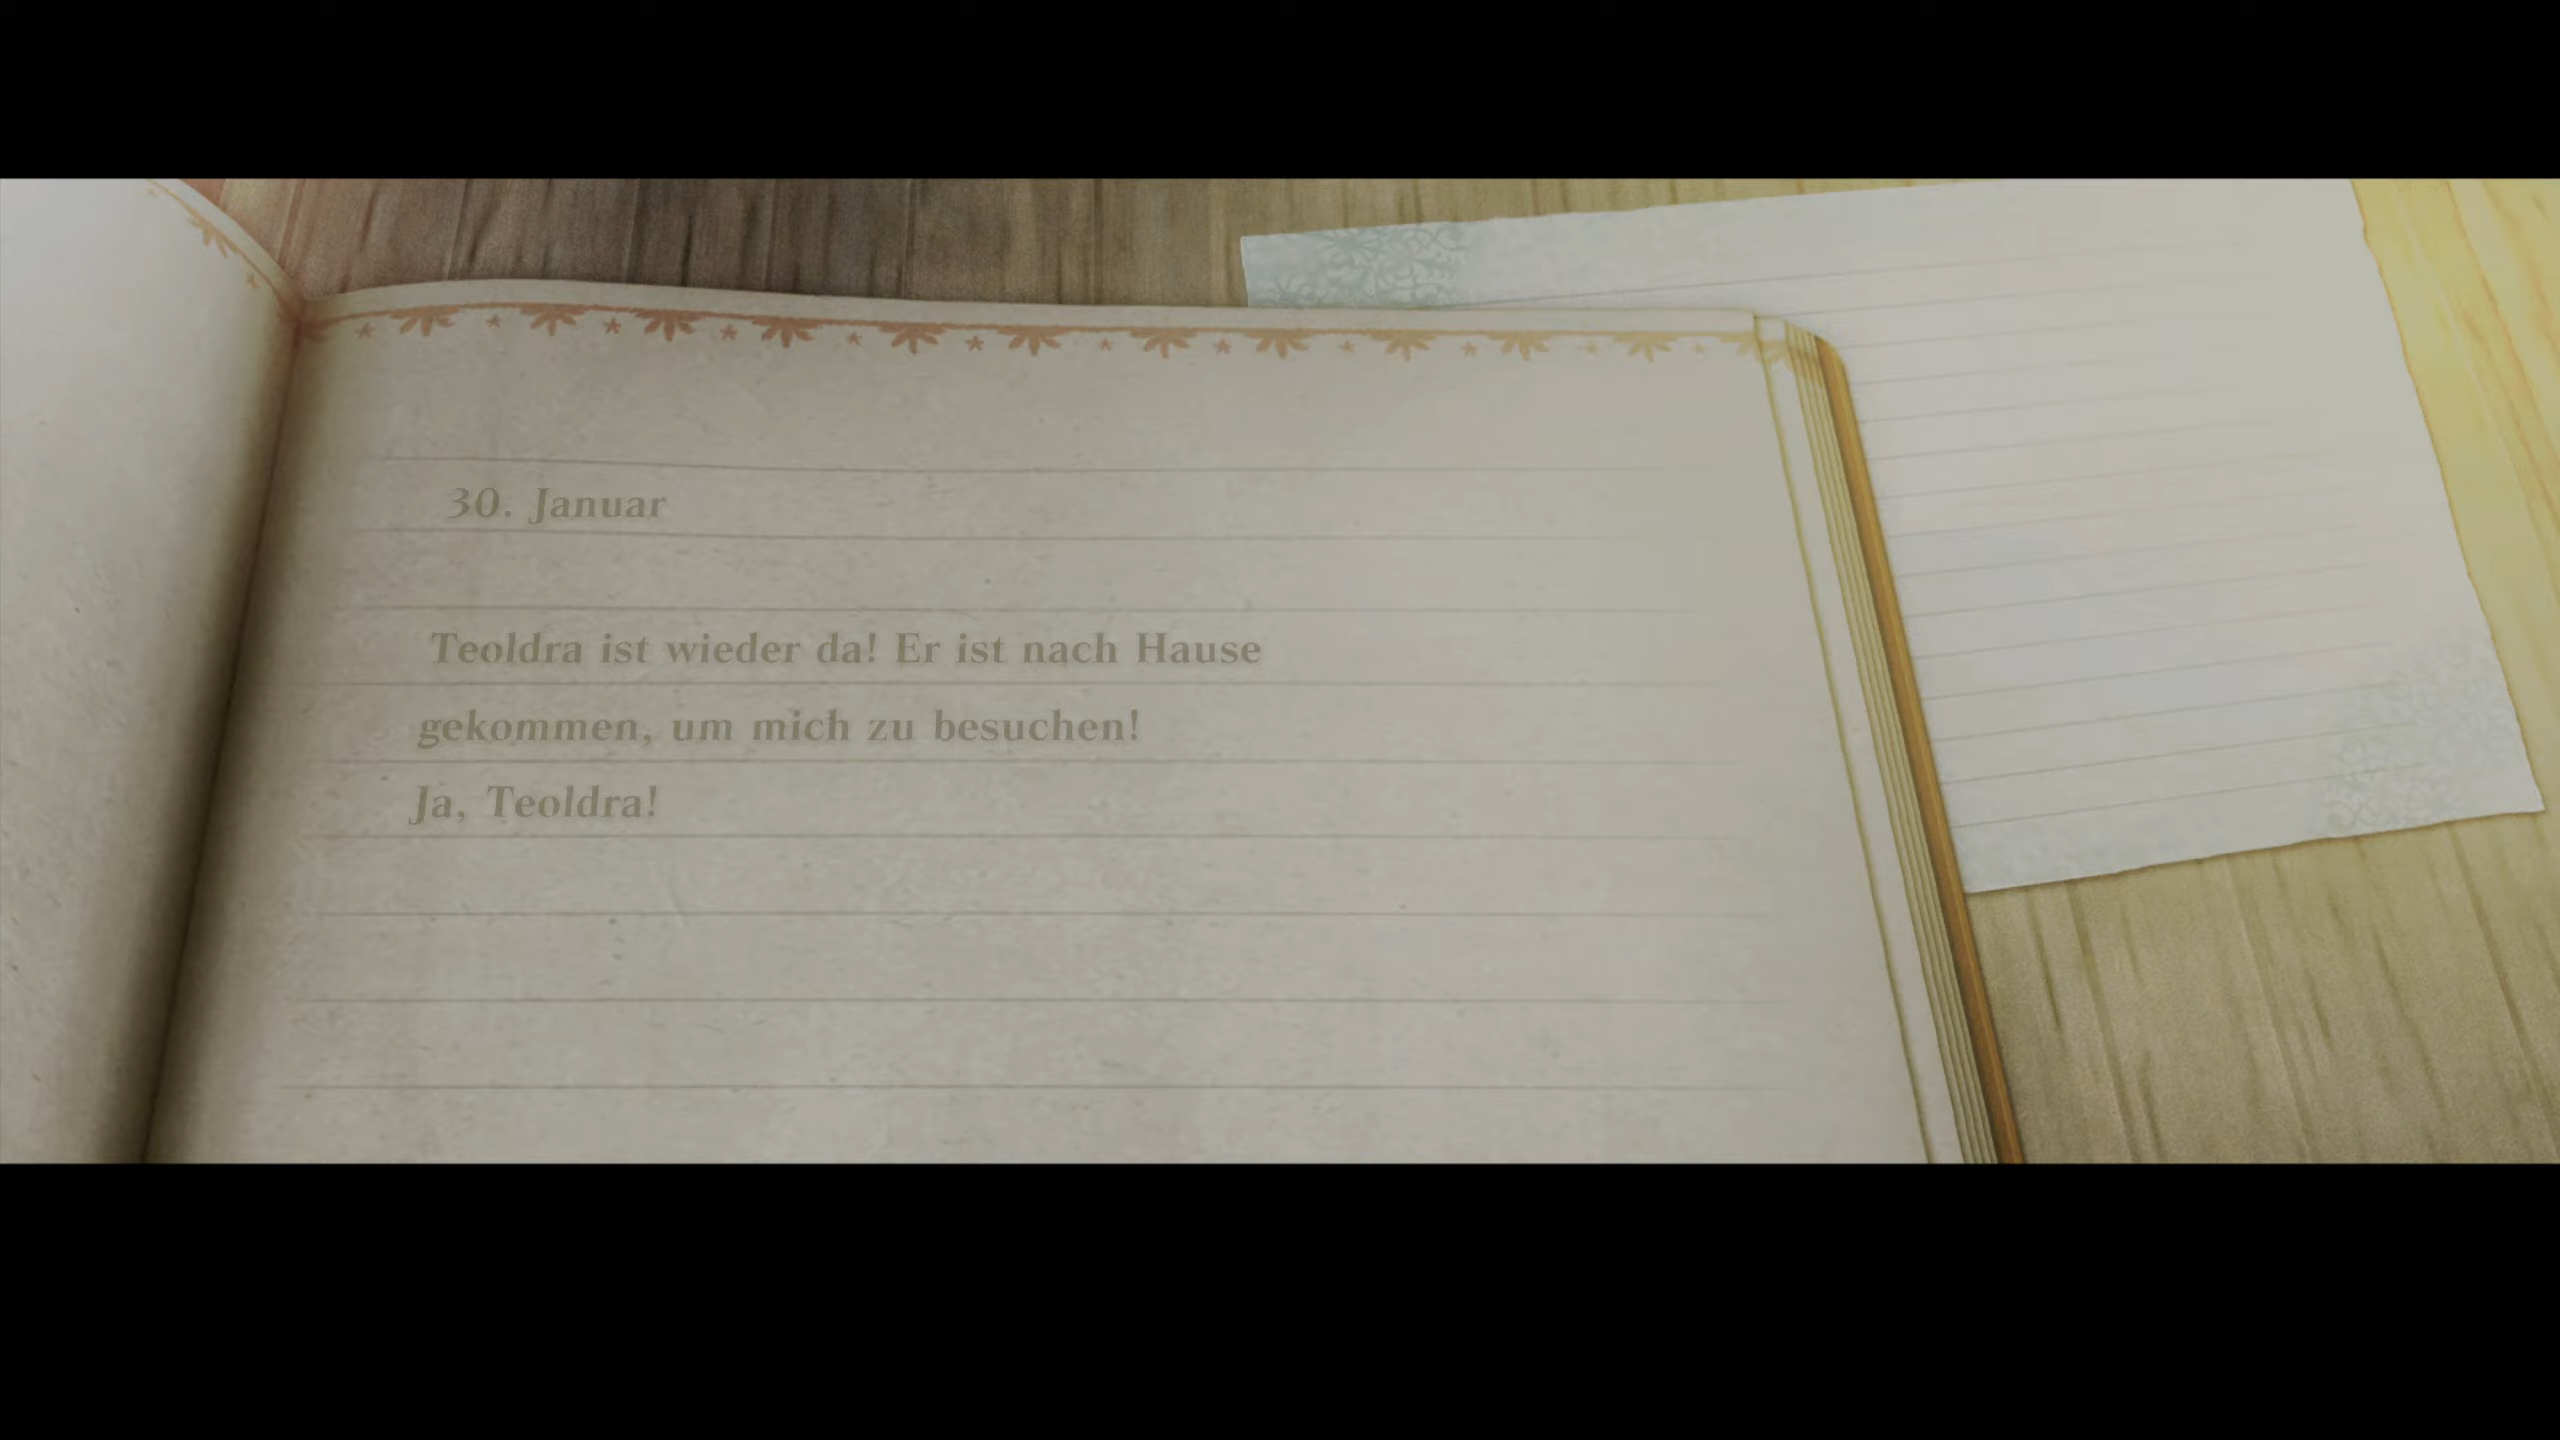 30. Januar
Teoldra ist wieder da! Er ist nach Hause
gekommen, um mich zu besuchen!
Ja, Teoldra!